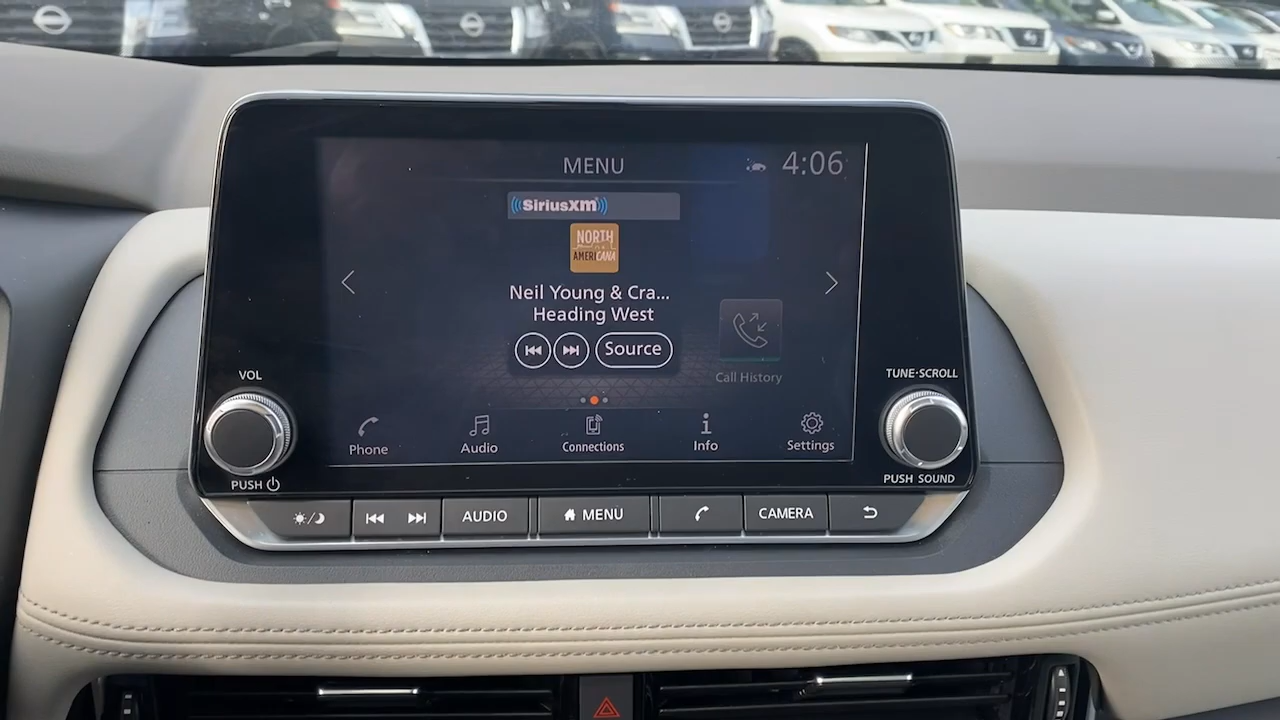 MENU
4:06
SiriusXM
NORTH
AMERICANA
Neil Young & Cra...
Heading West
Source
Call History
Phone
Audio
Connections
Info
Settings
VOL
PUSH
TUNE·SCROLL
PUSH SOUND
AUDIO
MENU
CAMERA